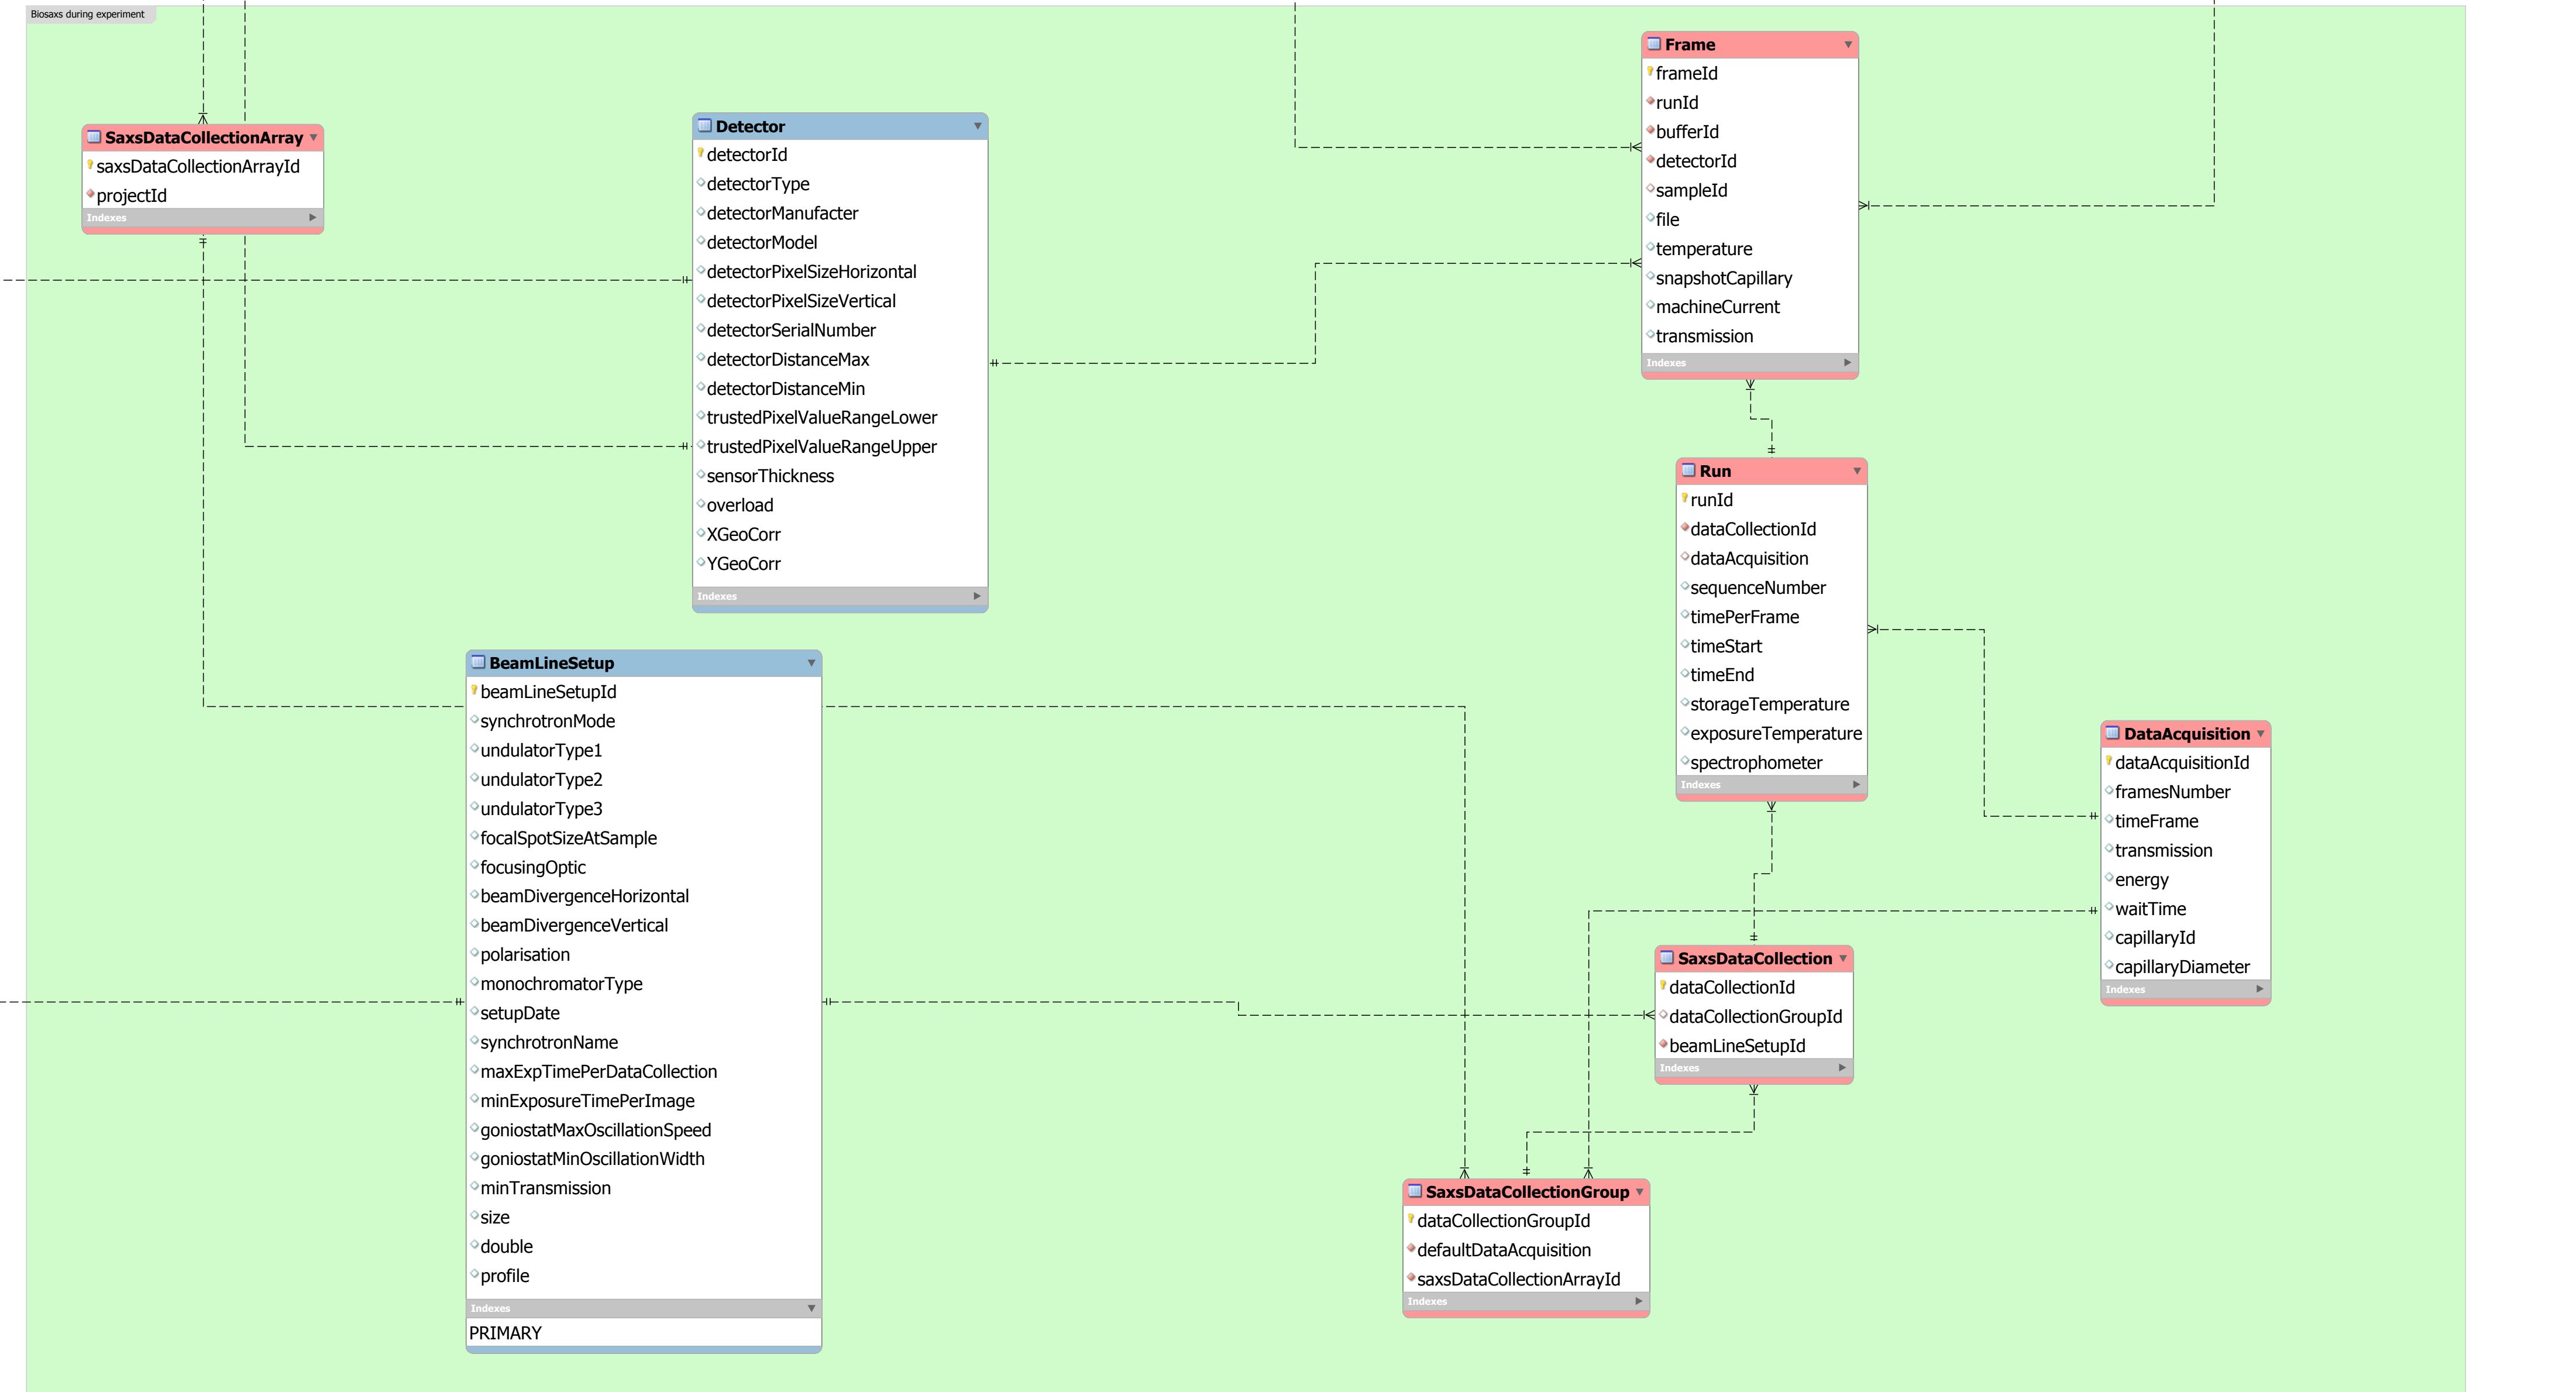 Biosaxs during experiment
SaxsDataCollectionArray
saxsDataCollectionArrayId
projectId
Indexes
Detector
detectorId
detectorType
detectorManufacter
detectorModel
detectorPixelSizeHorizontal
detectorPixelSizeVertical
detectorSerialNumber
detectorDistanceMax
detectorDistanceMin
trustedPixelValueRangeLower
trustedPixelValueRangeUpper
sensorThickness
overload
XGeoCorr
YGeoCorr
Indexes
Frame
frameId
runId
bufferId
detectorId
sampleId
file
temperature
snapshotCapillary
machineCurrent
transmission
Indexes
Run
runId
dataCollectionId
dataAcquisition
sequenceNumber
timePerFrame
timeStart
timeEnd
storageTemperature
exposureTemperature
spectrophometer
Indexes
BeamLineSetup
beamLineSetupId
synchrotronMode
undulatorType1
undulatorType2
undulatorType3
focalSpotSizeAtSample
focusingOptic
beamDivergenceHorizontal
beamDivergenceVertical
polarisation
monochromatorType
setupDate
synchrotronName
maxExpTimePerDataCollection
minExposureTimePerImage
goniostatMaxOscillationSpeed
goniostatMinOscillationWidth
minTransmission
size
double
profile
Indexes
PRIMARY
DataAcquisition
dataAcquisitionId
framesNumber
timeFrame
transmission
energy
waitTime
capillaryId
capillaryDiameter
Indexes
SaxsDataCollection
dataCollectionId
dataCollectionGroupId
beamLineSetupId
Indexes
SaxsDataCollectionGroup
dataCollectionGroupId
defaultDataAcquisition
saxsDataCollectionArrayId
Indexes